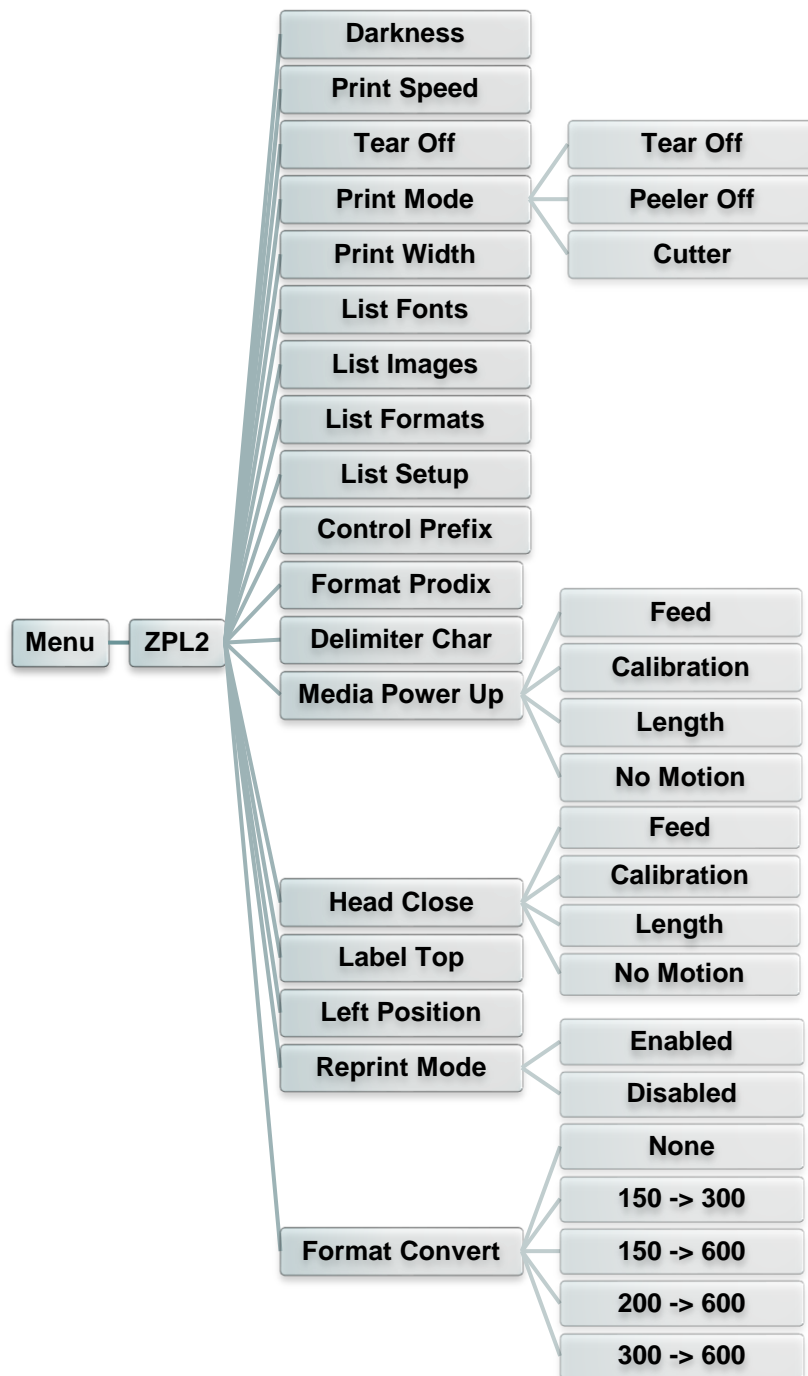 Menu
ZPL2
Darkness
Print Speed
Tear Off
Print Mode
Tear Off
Peeler Off
Cutter
Print Width
List Fonts
List Images
List Formats
List Setup
Control Prefix
Format Prodix
Delimiter Char
Media Power Up
Feed
Calibration
Length
No Motion
Head Close
Feed
Calibration
Length
No Motion
Label Top
Left Position
Reprint Mode
Enabled
Disabled
Format Convert
None
150 -> 300
150 -> 600
200 -> 600
300 -> 600